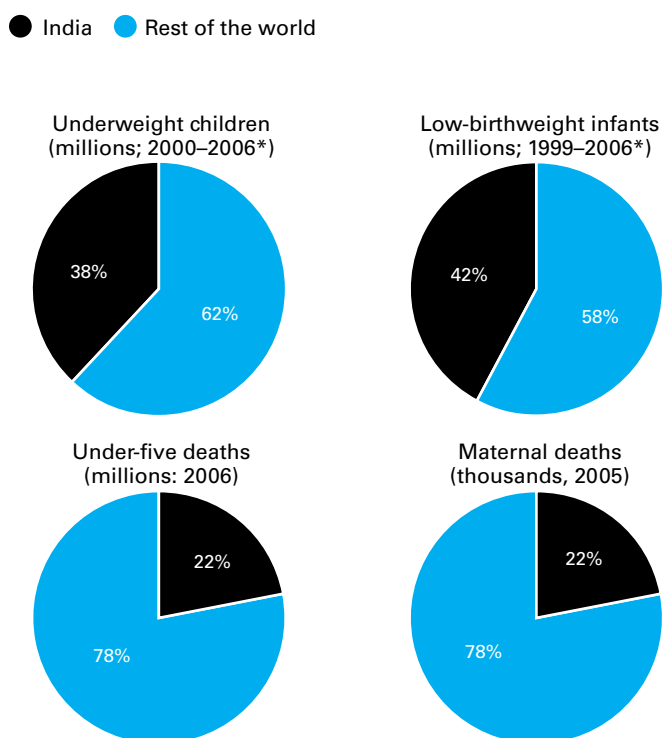 India Rest of the world
Underweight children
(millions; 2000–2006*)
38%
62%
Low-birthweight infants
(millions; 1999–2006*)
42%
58%
Under-five deaths
(millions: 2006)
22%
78%
Maternal deaths
(thousands, 2005)
22%
78%